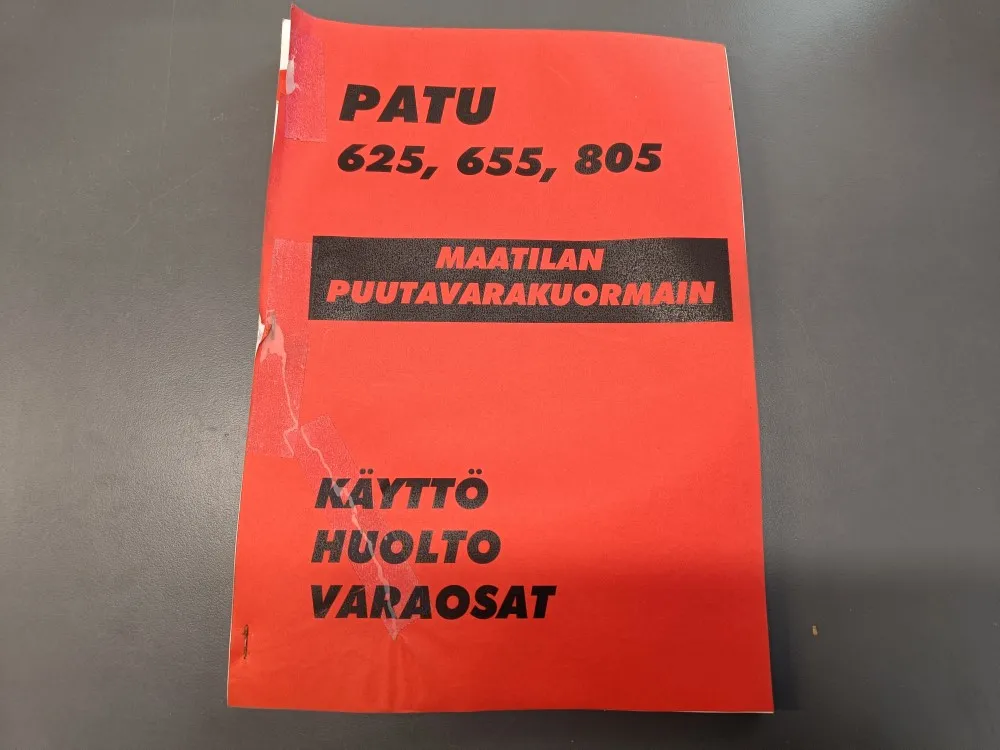 PATU
625, 655, 805
MAATILAN
PUUTAVARAKUORMAIN
KÄYTTÖ
HUOLTO
VARAOSAT